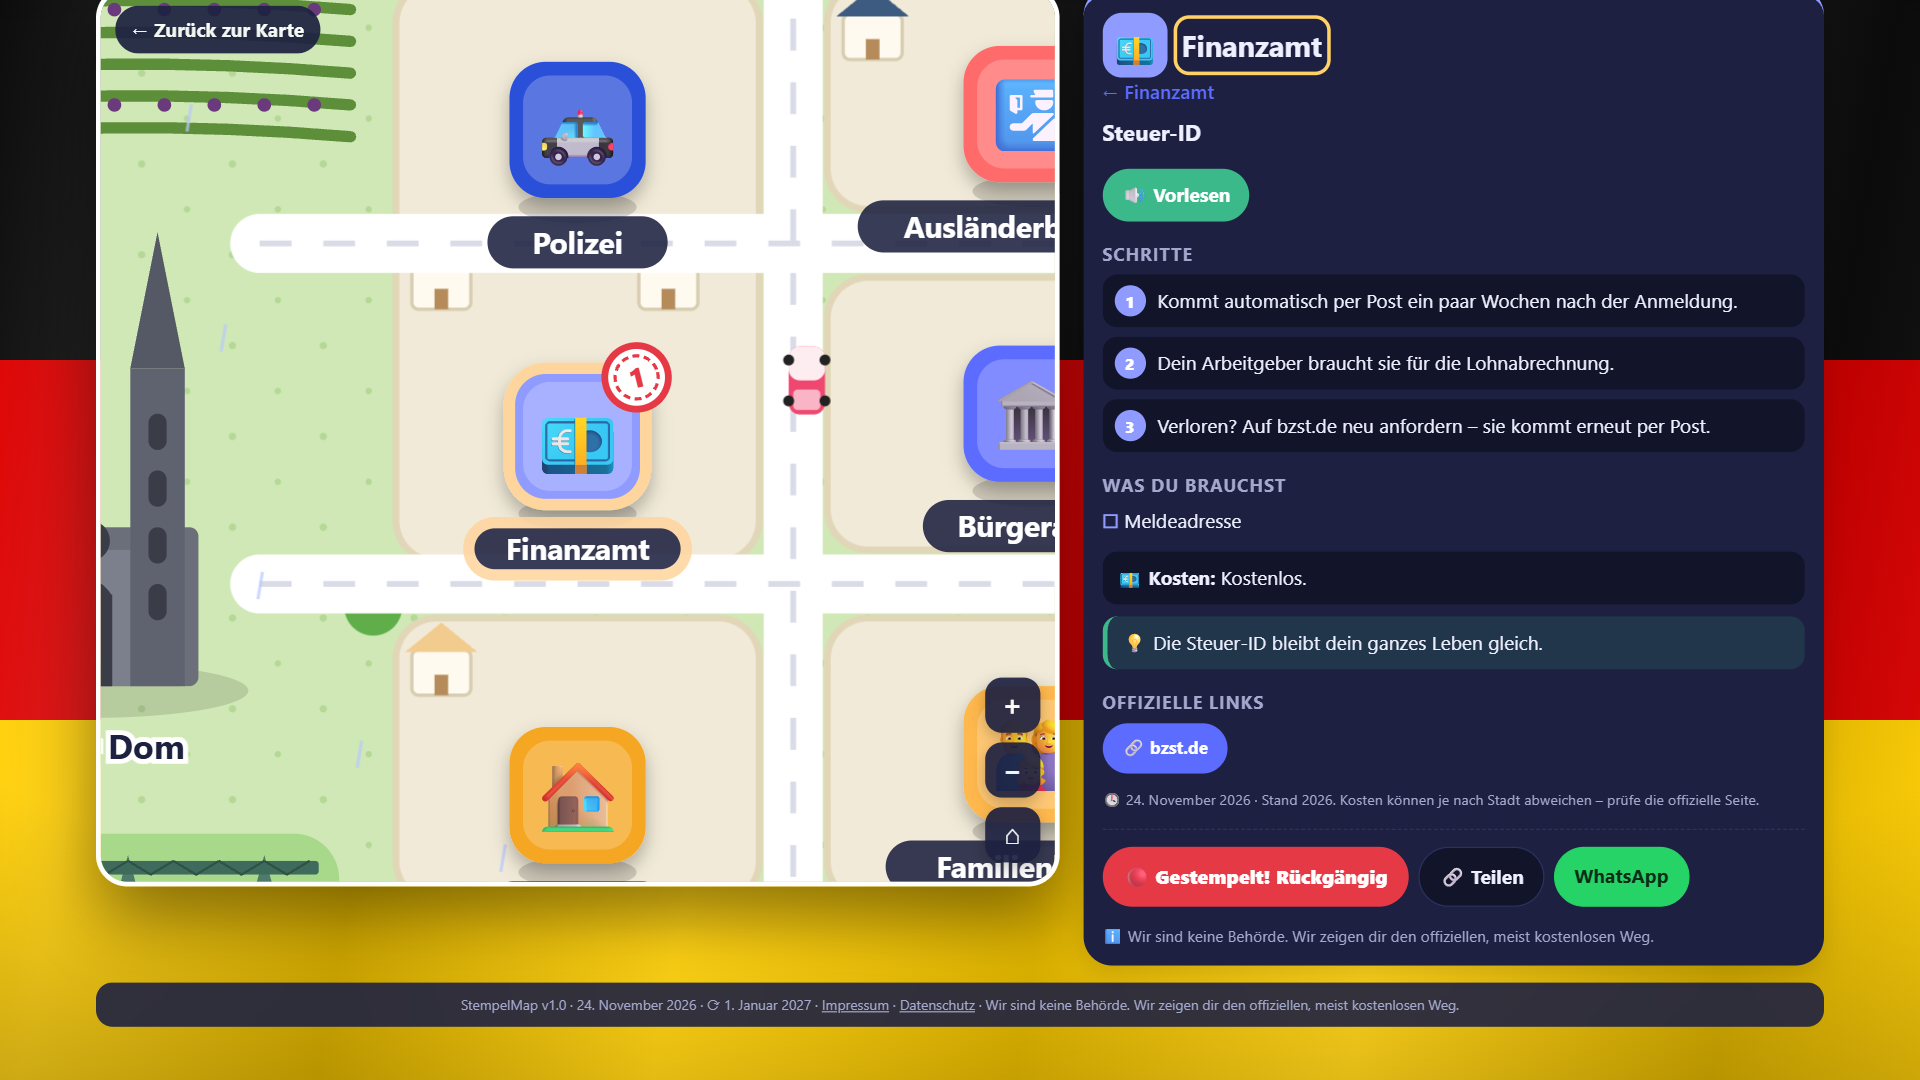 ← Zurück zur Karte
Polizei
1
Finanzamt
Dom
+
−
Finanzamt
← Finanzamt
Steuer-ID
Vorlesen
SCHRITTE
1 Kommt automatisch per Post ein paar Wochen nach der Anmeldung.
2 Dein Arbeitgeber braucht sie für die Lohnabrechnung.
3 Verloren? Auf bzst.de neu anfordern – sie kommt erneut per Post.
WAS DU BRAUCHST
Meldeadresse
Kosten: Kostenlos.
Die Steuer-ID bleibt dein ganzes Leben gleich.
OFFIZIELLE LINKS
bzst.de
24. November 2026 · Stand 2026. Kosten können je nach Stadt abweichen – prüfe die offizielle Seite.
Gestempelt! Rückgängig
Teilen
WhatsApp
Wir sind keine Behörde. Wir zeigen dir den offiziellen, meist kostenlosen Weg.
StempelMap v1.0 · 24. November 2026 · ⟳ 1. Januar 2027 · Impressum · Datenschutz · Wir sind keine Behörde. Wir zeigen dir den offiziellen, meist kostenlosen Weg.